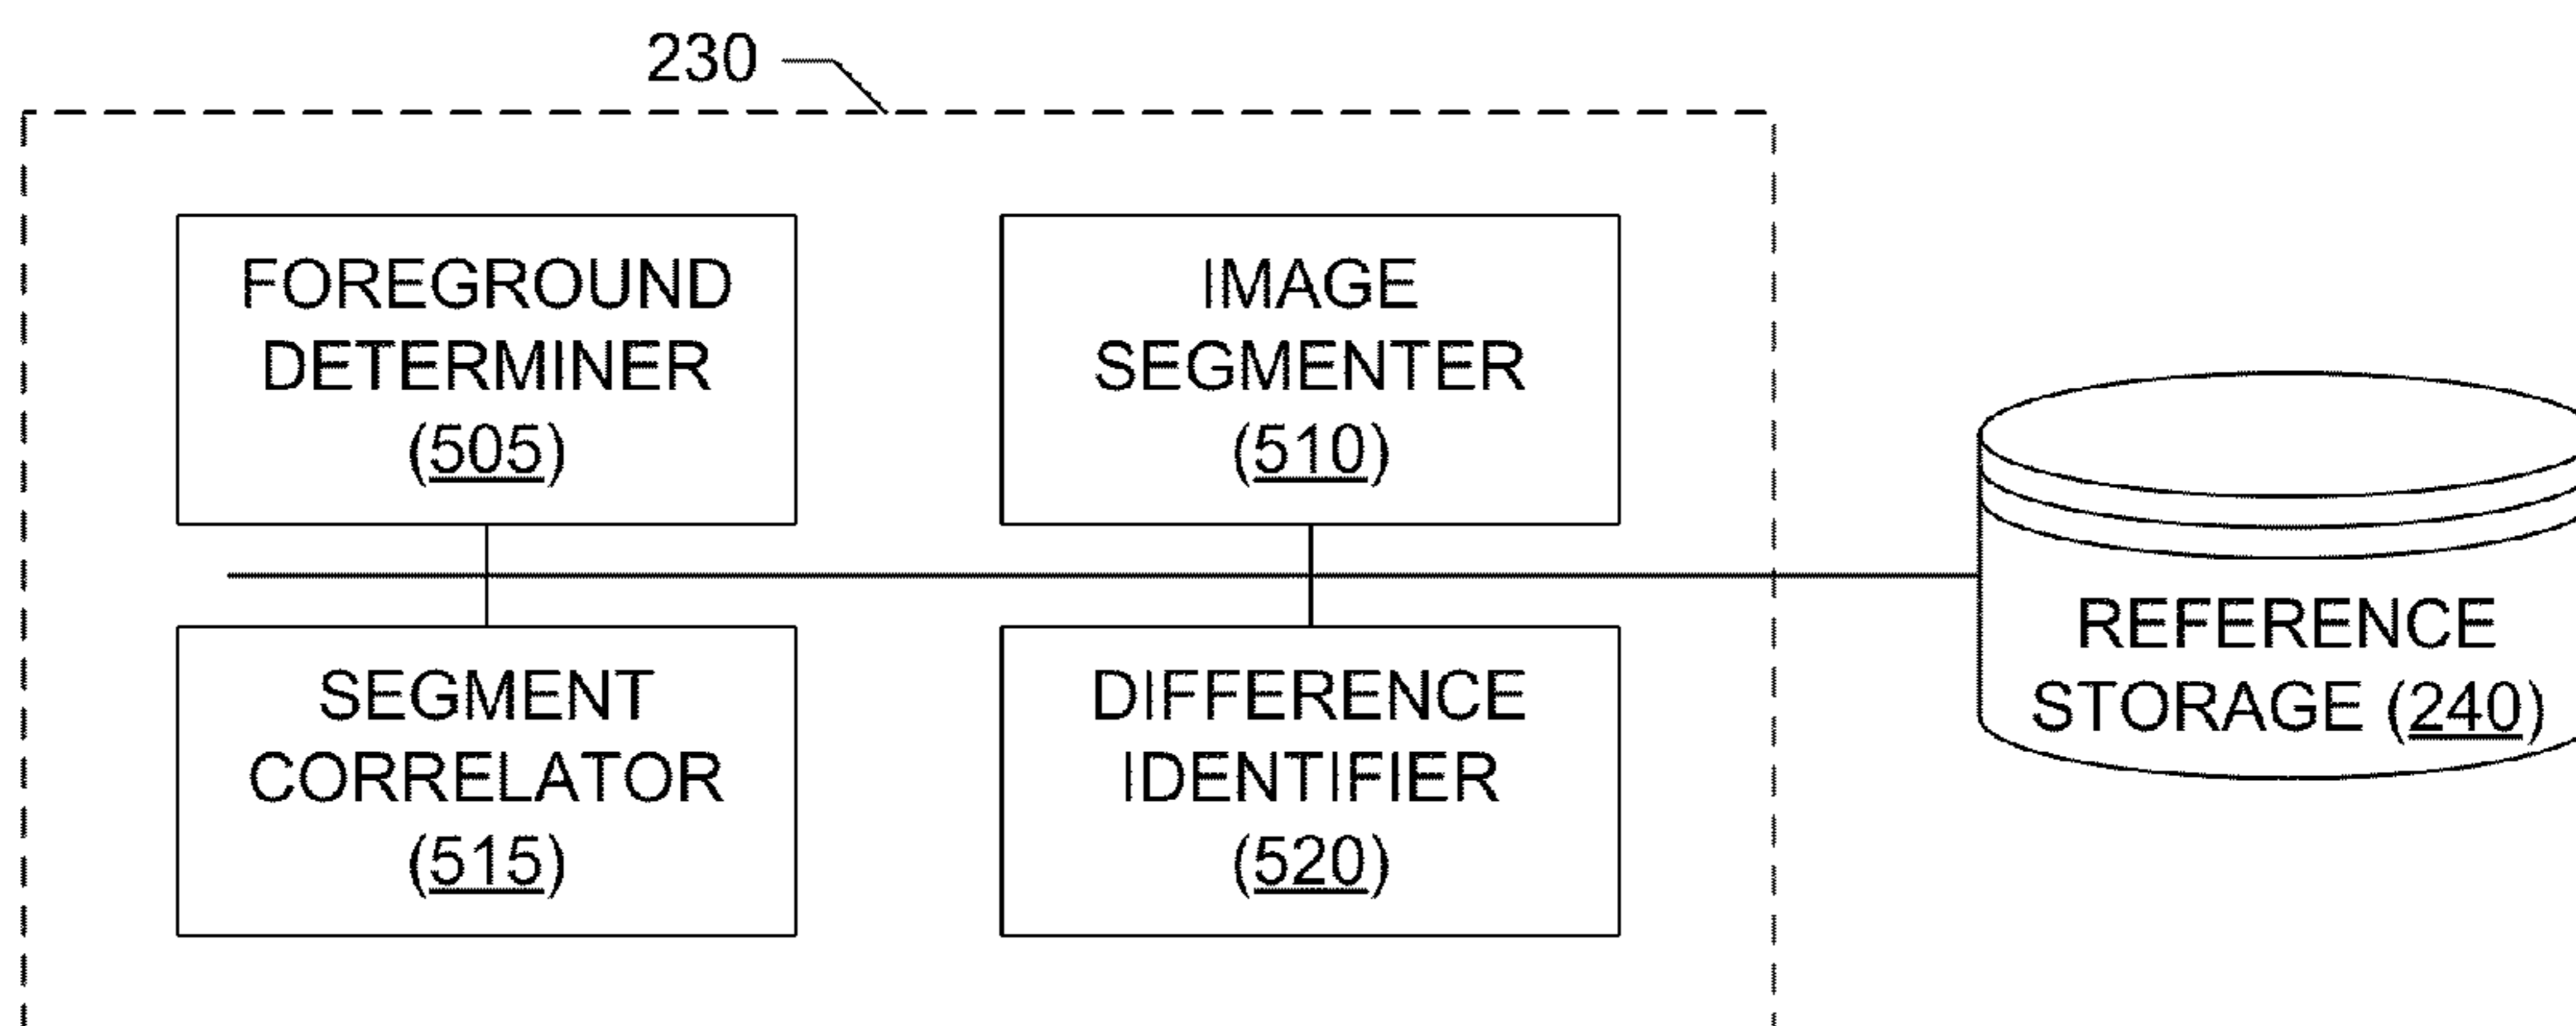 230
FOREGROUND
DETERMINER
(505)
IMAGE
SEGMENTER
(510)
SEGMENT
CORRELATOR
(515)
DIFFERENCE
IDENTIFIER
(520)
REFERENCE
STORAGE (240)